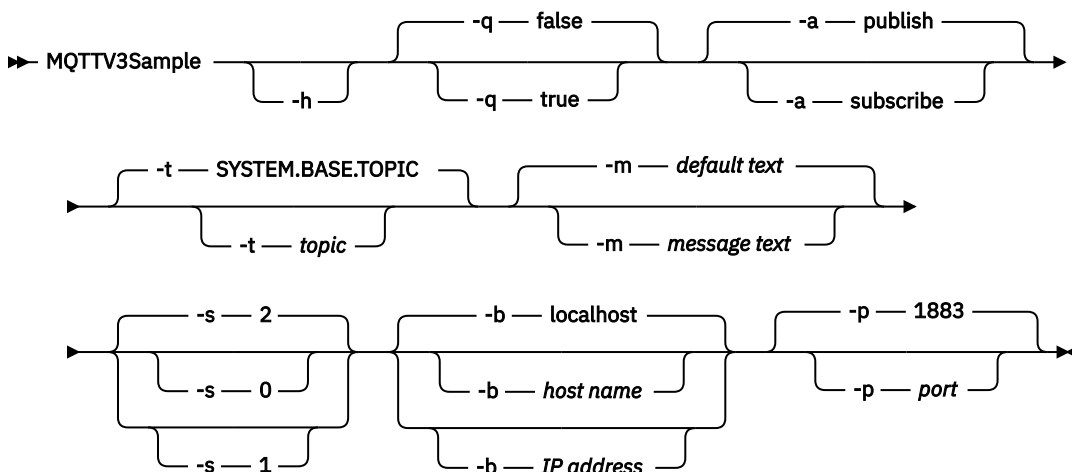 -q false -a publish
MQTTV3Sample
-h -q true -a subscribe
-t SYSTEM.BASE.TOPIC -m default text
-t topic -m message text
-s 2 -b localhost -p 1883
-s 0 -b host name -p port
-s 1 -b IP address